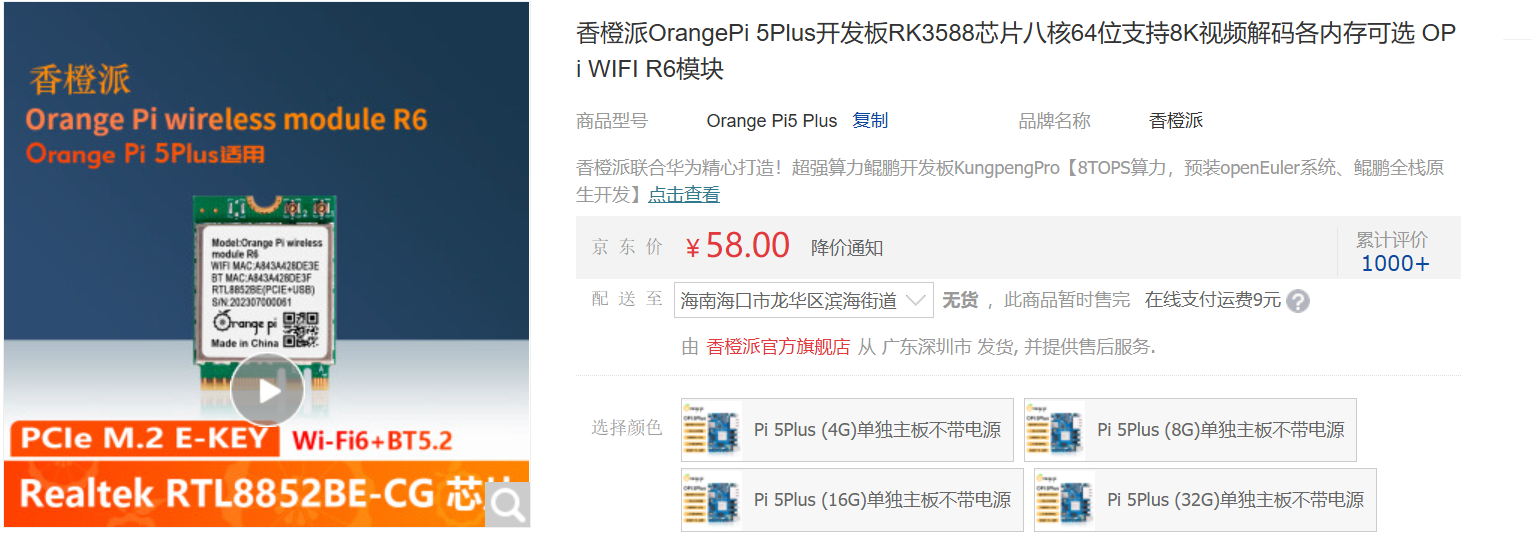 香橙派
Orange Pi wireless module R6
Orange Pi 5Plus适用
Model:Orange Pi wireless
module R6
WIFI MAC:A843A428DE3E
BT MAC:A843A428DE3F
RTL8852BE(PCIE+USB)
S/N:202307000061
Orange pi
Made in China
PCIe M.2 E-KEY
Wi-Fi6+BT5.2
Realtek RTL8852BE-CG 芯
香橙派OrangePi 5Plus开发板RK3588芯片八核64位支持8K视频解码各内存可选 OP
i WIFI R6模块
商品型号 Orange Pi5 Plus 复制 品牌名称 香橙派
香橙派联合华为精心打造！超强算力鲲鹏开发板KungpengPro【8TOPS算力，预装openEuler系统、鲲鹏全栈原
生开发】点击查看
京东价 ¥58.00 降价通知 累计评价
1000+
配送至 海南海口市龙华区滨海街道 无货 ，此商品暂时售完 在线支付运费9元 ?
由 香橙派官方旗舰店 从 广东深圳市 发货, 并提供售后服务.
选择颜色 Pi 5Plus (4G)单独主板不带电源 Pi 5Plus (8G)单独主板不带电源
Pi 5Plus (16G)单独主板不带电源 Pi 5Plus (32G)单独主板不带电源